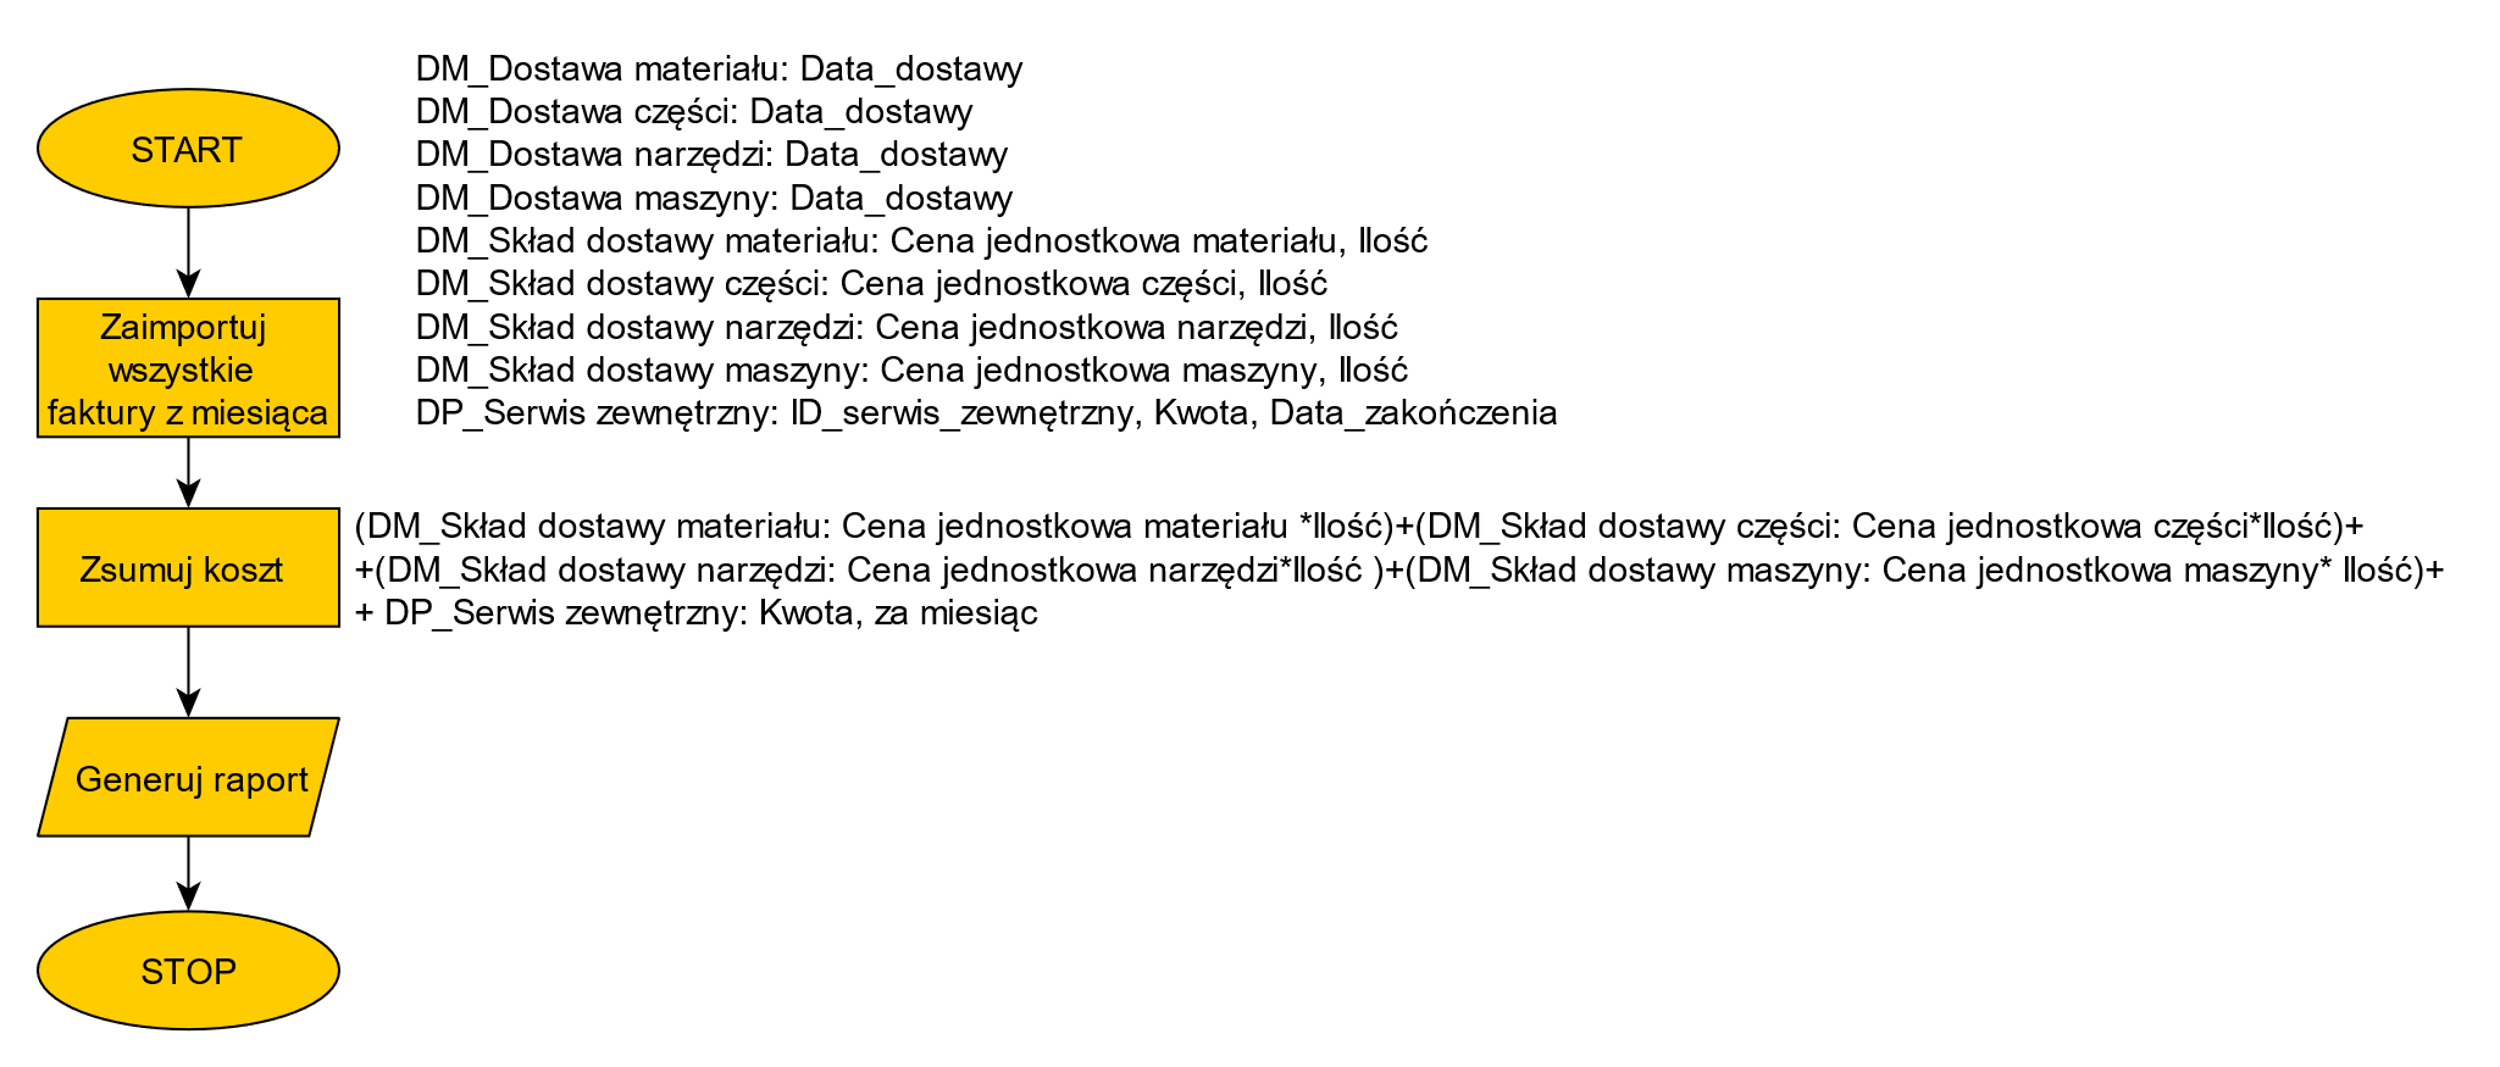 START
DM_Dostawa materiału: Data_dostawy
DM_Dostawa części: Data_dostawy
DM_Dostawa narzędzi: Data_dostawy
DM_Dostawa maszyny: Data_dostawy
DM_Skład dostawy materiału: Cena jednostkowa materiału, Ilość
DM_Skład dostawy części: Cena jednostkowa części, Ilość
DM_Skład dostawy narzędzi: Cena jednostkowa narzędzi, Ilość
DM_Skład dostawy maszyny: Cena jednostkowa maszyny, Ilość
DP_Serwis zewnętrzny: ID_serwis_zewnętrzny, Kwota, Data_zakończenia
Zaimportuj
wszystkie
faktury z miesiąca
Zsumuj koszt
(DM_Skład dostawy materiału: Cena jednostkowa materiału *Ilość)+(DM_Skład dostawy części: Cena jednostkowa części*Ilość)+
+(DM_Skład dostawy narzędzi: Cena jednostkowa narzędzi*Ilość )+(DM_Skład dostawy maszyny: Cena jednostkowa maszyny* Ilość)+
+ DP_Serwis zewnętrzny: Kwota, za miesiąc
Generuj raport
STOP